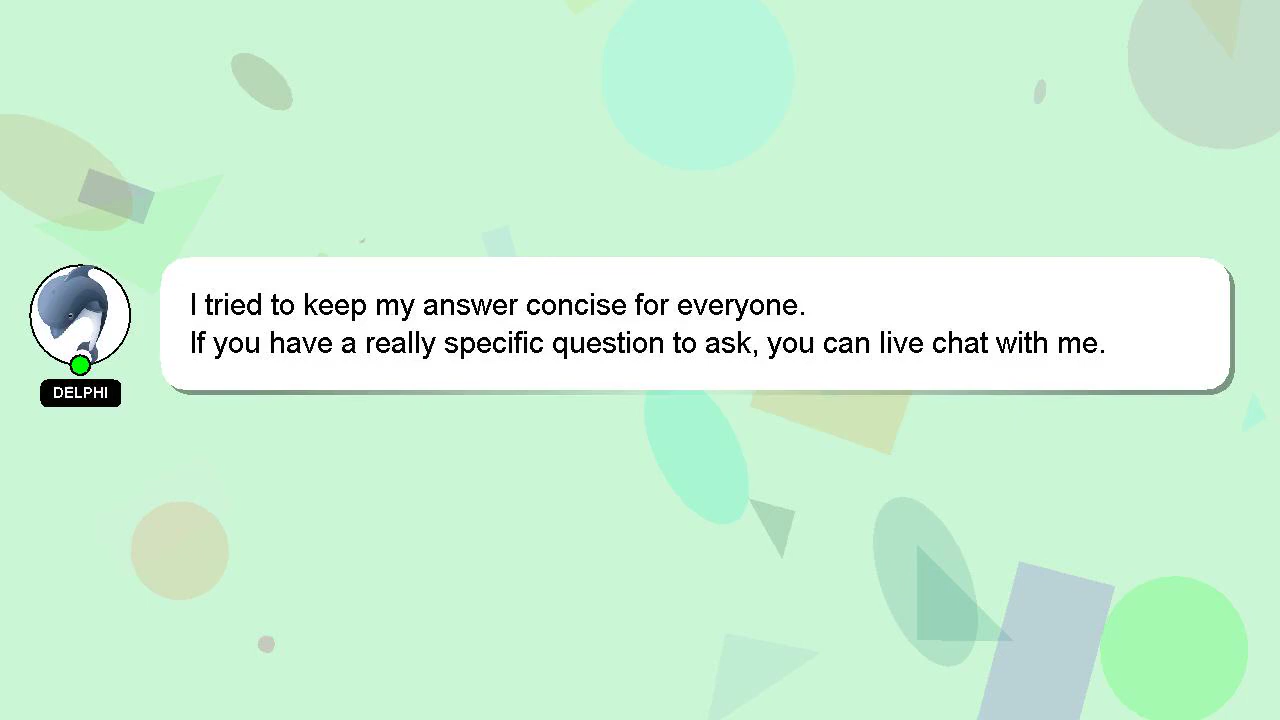 I tried to keep my answer concise for everyone.
If you have a really specific question to ask, you can live chat with me.
DELPHI